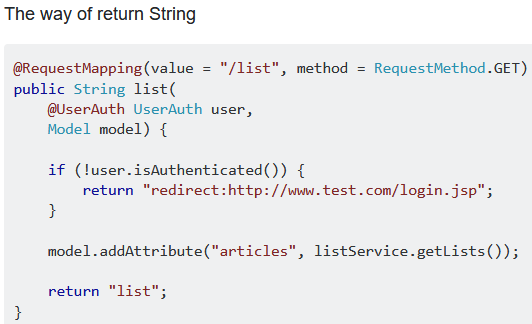 The way of return String
@RequestMapping(value = "/list", method = RequestMethod.GET)
public String list(
    @UserAuth UserAuth user,
    Model model) {
    if (!user.isAuthenticated()) {
        return "redirect:http://www.test.com/login.jsp";
    }
    model.addAttribute("articles", listService.getLists());
    return "list";
}